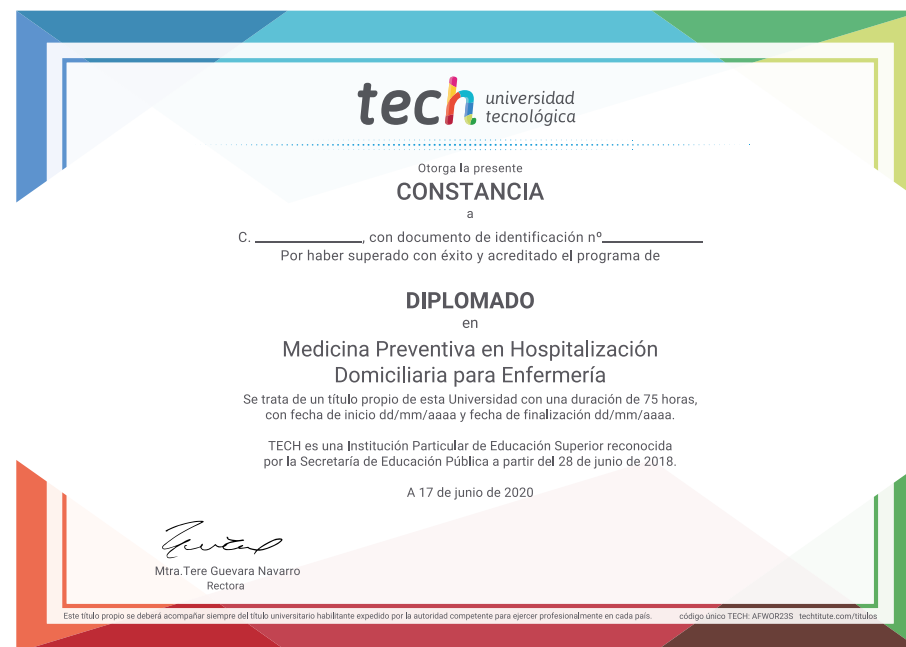 tech universidad
tecnológica
Otorga la presente
CONSTANCIA
a
C. ____________, con documento de identificación nº____________
Por haber superado con éxito y acreditado el programa de
DIPLOMADO
en
Medicina Preventiva en Hospitalización
Domiciliaria para Enfermería
Se trata de un título propio de esta Universidad con una duración de 75 horas,
con fecha de inicio dd/mm/aaaa y fecha de finalización dd/mm/aaaa.
TECH es una Institución Particular de Educación Superior reconocida
por la Secretaría de Educación Pública a partir del 28 de junio de 2018.
A 17 de junio de 2020
Mtra.Tere Guevara Navarro
Rectora
Este título propio se deberá acompañar siempre del título universitario habilitante expedido por la autoridad competente para ejercer profesionalmente en cada país. código único TECH: AFWOR23S techtitute.com/titulos